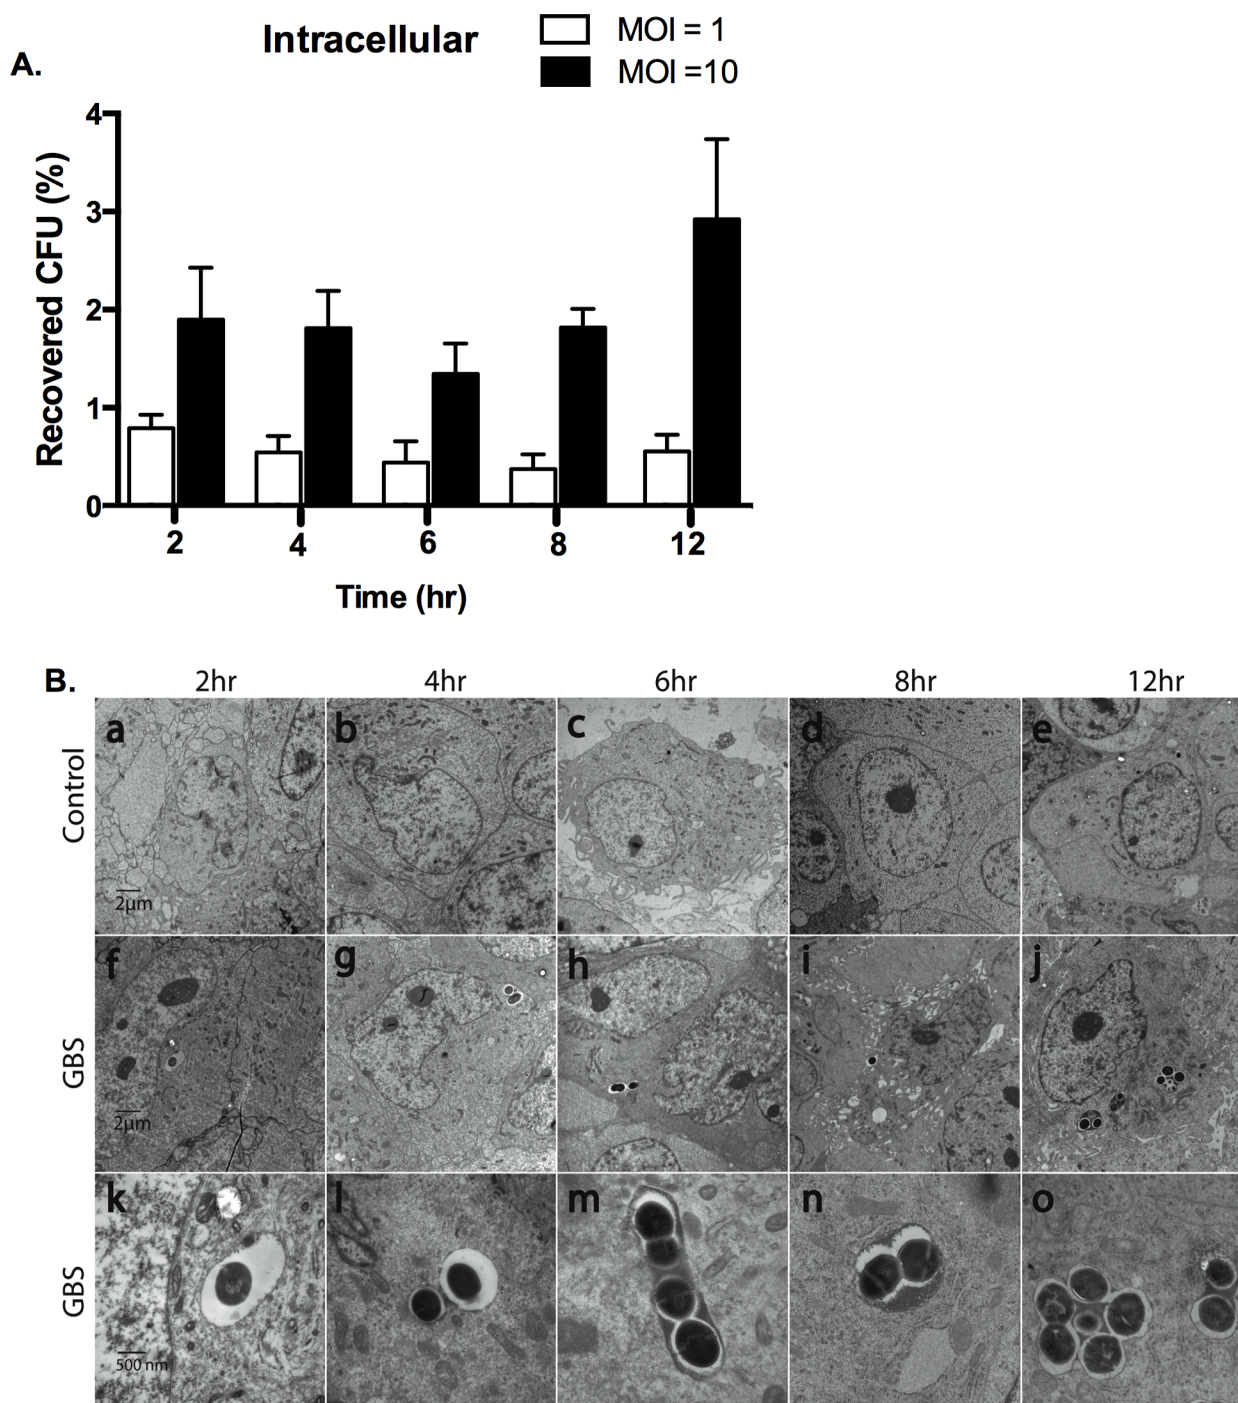 A.
Intracellular
MOI = 1
MOI =10
4
3
2
1
0
Recovered CFU (%)
2 4 6 8 12
Time (hr)
B.
2hr 4hr 6hr 8hr 12hr
Control
a b c d e
2µm
GBS
f g h i j
2µm
GBS
k l m n o
500 nm